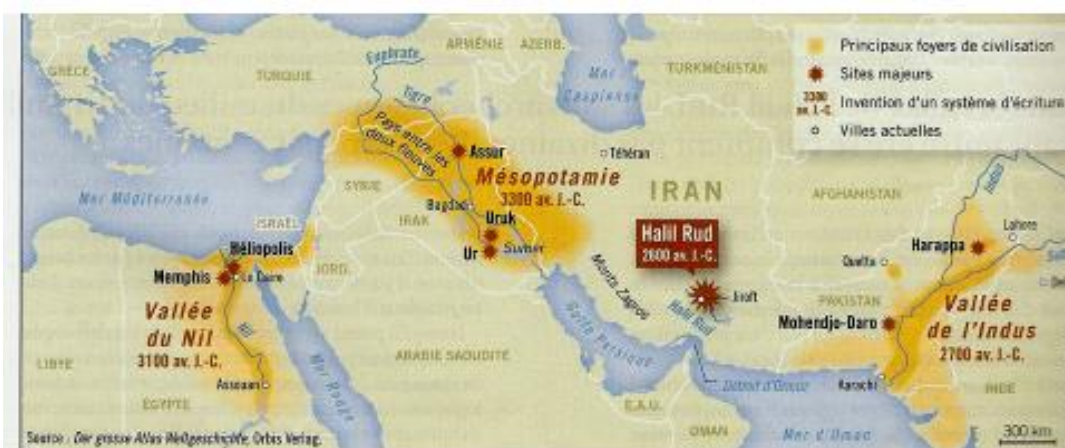 Principaux foyers de civilisation
Sites majeurs
3300
av. J.-C.
Invention d'un système d'écriture
Villes actuelles
GRÈCE
TURQUIE
ARMÉNIE
AZERB.
Mer
Caspienne
TURKMÉNISTAN
Euphrate
Tigre
Pays entre les
deux fleuves
Assur
Mésopotamie
3300 av. J.-C.
Téhéran
IRAN
AFGHANISTAN
Indus
Mer Méditerranée
SYRIE
Bagdad
IRAK
Uruk
Ur
Sumer
ISRAËL
JORD.
Héliopolis
Memphis
Le Caire
Vallée
du Nil
3100 av. J.-C.
Nil
Assouan
LIBYE
ÉGYPTE
Mer Rouge
ARABIE SAOUDITE
Golfe Persique
Monts Zagros
Halil Rud
2600 av. J.-C.
Jiroft
Halil Rud
Détroit d'Ormuz
E.A.U.
OMAN
Mer d'Oman
Harappa
Lahore
Quetta
PAKISTAN
Mohendjo-Daro
Vallée
de l'Indus
2700 av. J.-C.
Karachi
INDE
300 km
Source : Der grosse Atlas Weltgeschichte, Orbis Verlag.